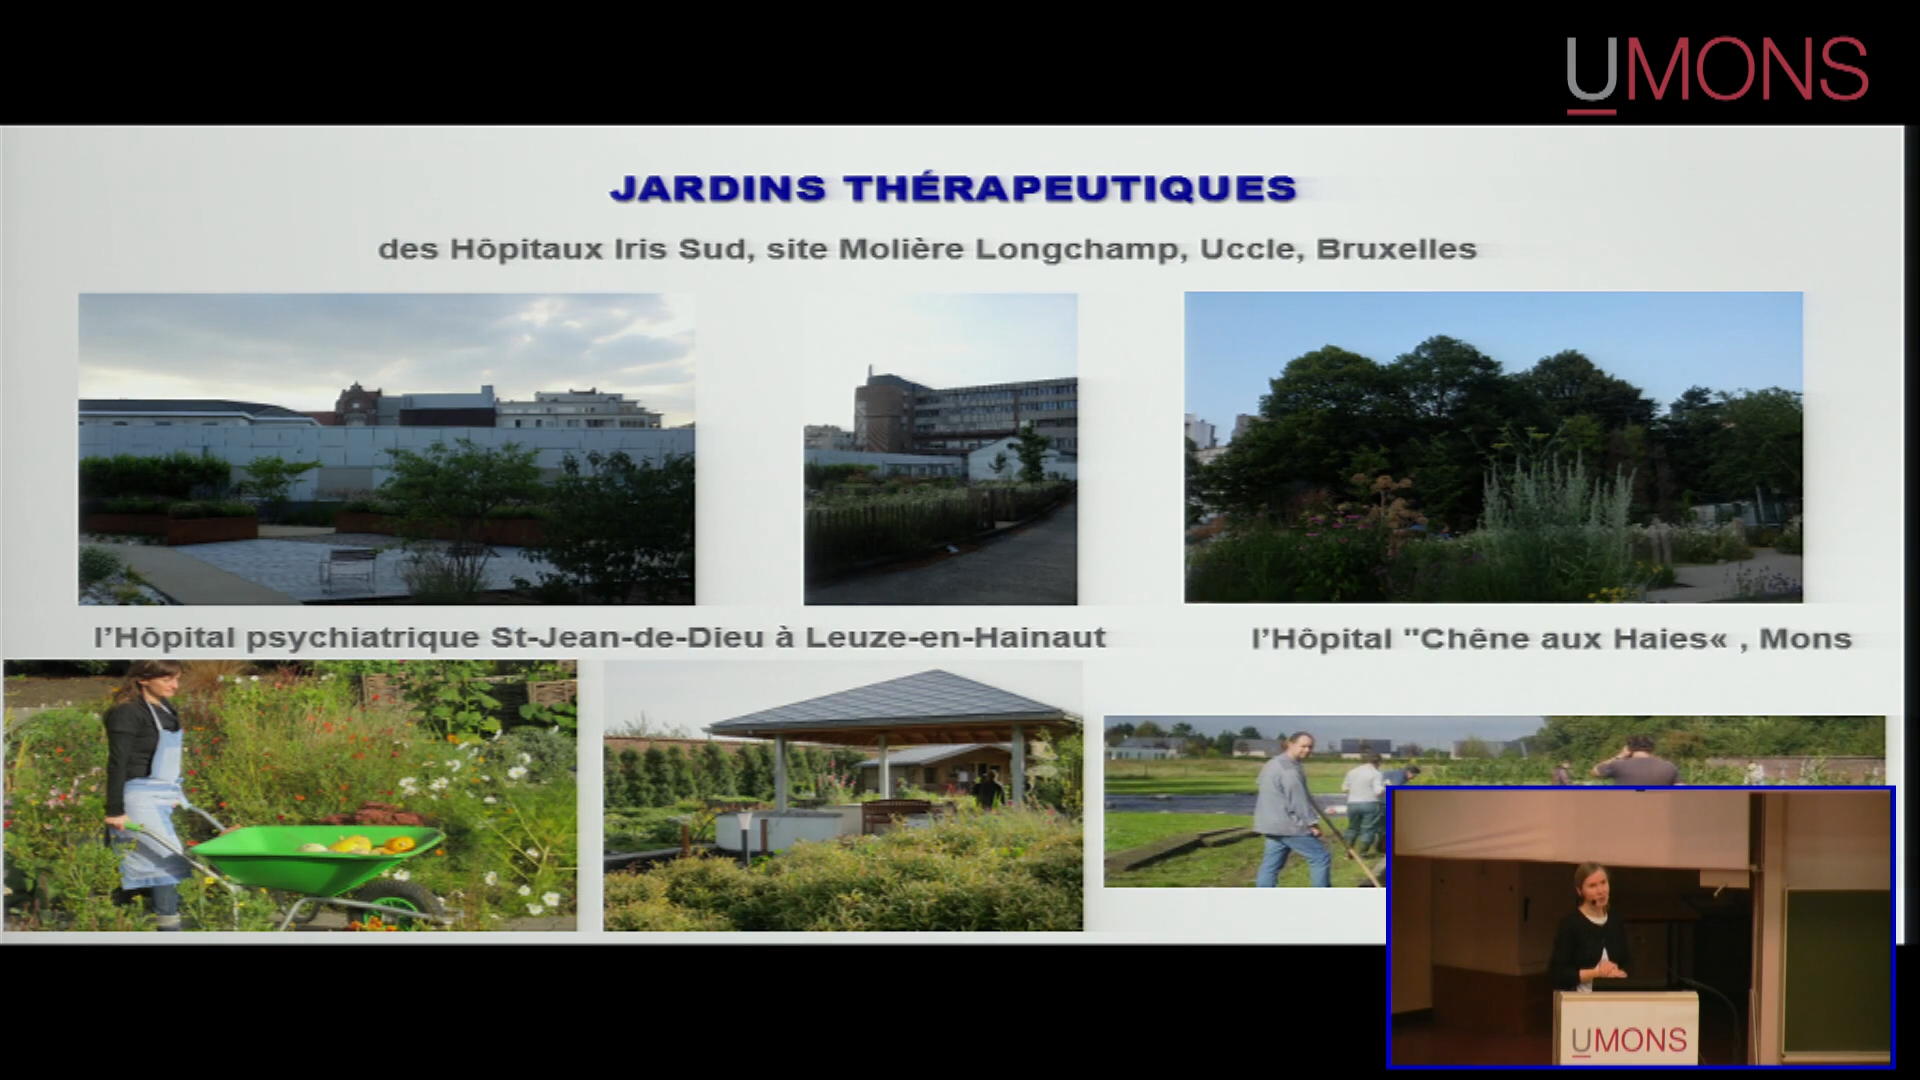 UMONS
JARDINS THÉRAPEUTIQUES
des Hôpitaux Iris Sud, site Molière Longchamp, Uccle, Bruxelles
l’Hôpital psychiatrique St-Jean-de-Dieu à Leuze-en-Hainaut
l’Hôpital "Chêne aux Haies« , Mons
UMONS